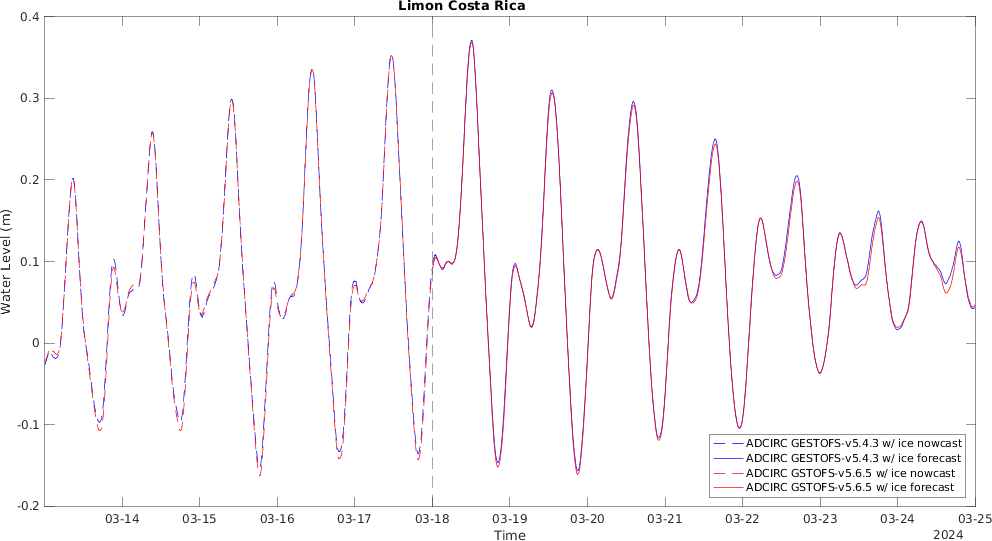 Limon Costa Rica
0.4
0.3
0.2
0.1
0
-0.1
-0.2
Water Level (m)
03-14 03-15 03-16 03-17 03-18 03-19 03-20 03-21 03-22 03-23 03-24 03-25
Time
2024
ADCIRC GESTOFS-v5.4.3 w/ ice nowcast
ADCIRC GESTOFS-v5.4.3 w/ ice forecast
ADCIRC GSTOFS-v5.6.5 w/ ice nowcast
ADCIRC GSTOFS-v5.6.5 w/ ice forecast